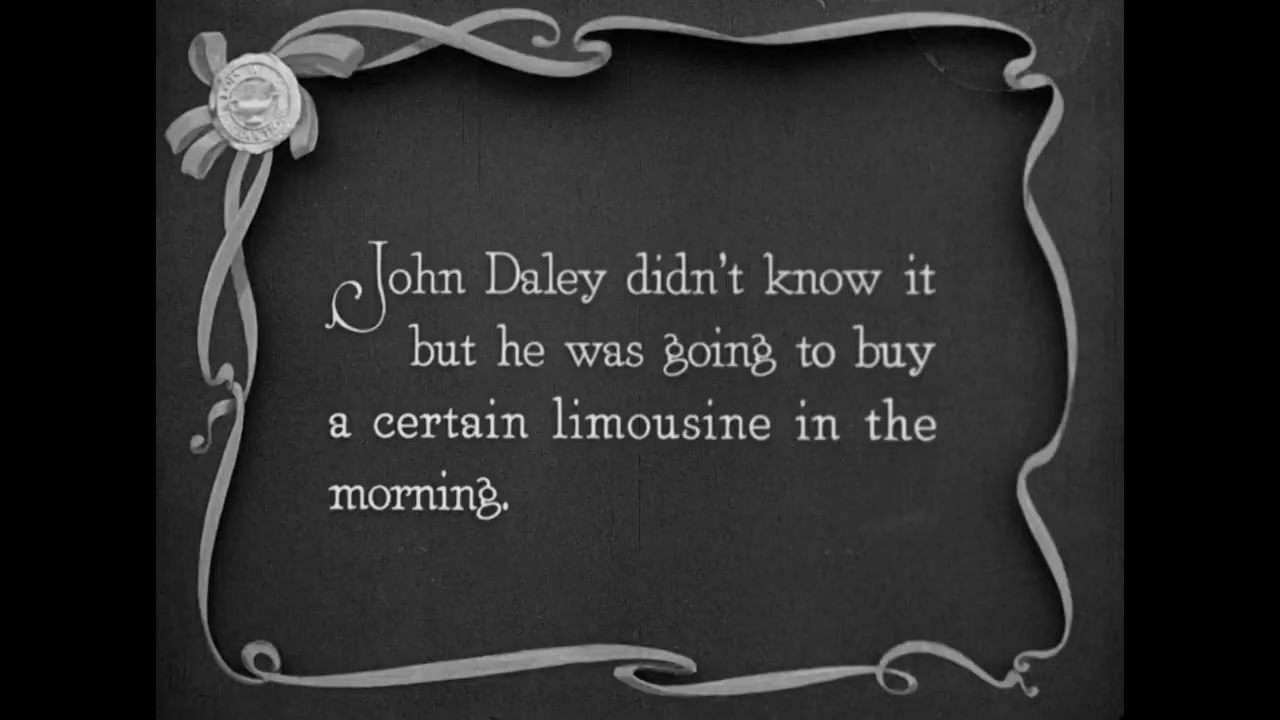 John Daley didn't know it
but he was going to buy
a certain limousine in the
morning.